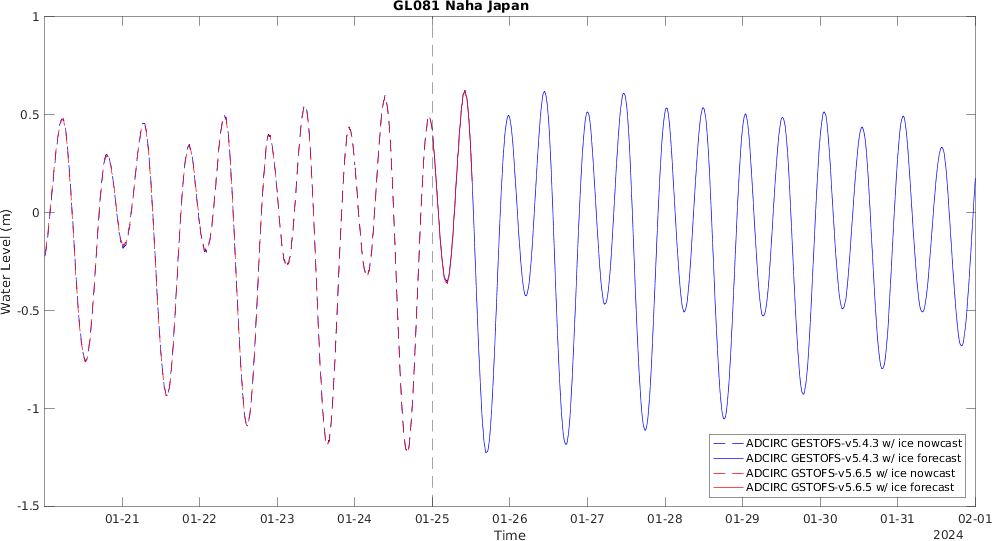 GL081 Naha Japan
1
0.5
0
-0.5
-1
-1.5
Water Level (m)
01-21 01-22 01-23 01-24 01-25 01-26 01-27 01-28 01-29 01-30 01-31 02-01
Time
2024
ADCIRC GESTOFS-v5.4.3 w/ ice nowcast
ADCIRC GESTOFS-v5.4.3 w/ ice forecast
ADCIRC GSTOFS-v5.6.5 w/ ice nowcast
ADCIRC GSTOFS-v5.6.5 w/ ice forecast